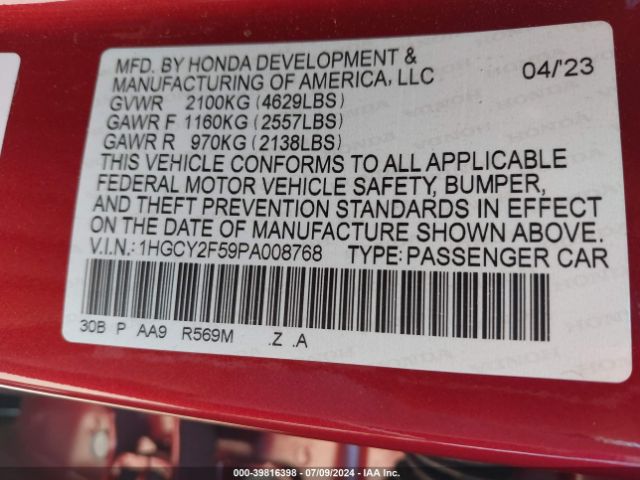 MFD. BY HONDA DEVELOPMENT &
MANUFACTURING OF AMERICA, LLC 04/'23
GVWR 2100KG (4629LBS)
GAWR F 1160KG (2557LBS)
GAWR R 970KG (2138LBS)
THIS VEHICLE CONFORMS TO ALL APPLICABLE
FEDERAL MOTOR VEHICLE SAFETY, BUMPER,
AND THEFT PREVENTION STANDARDS IN EFFECT
ON THE DATE OF MANUFACTURE SHOWN ABOVE.
V.I.N.: 1HGCY2F59PA008768 TYPE: PASSENGER CAR
30B P AA9 R569M .Z .A
000-39816398 - 07/09/2024 - IAA Inc.